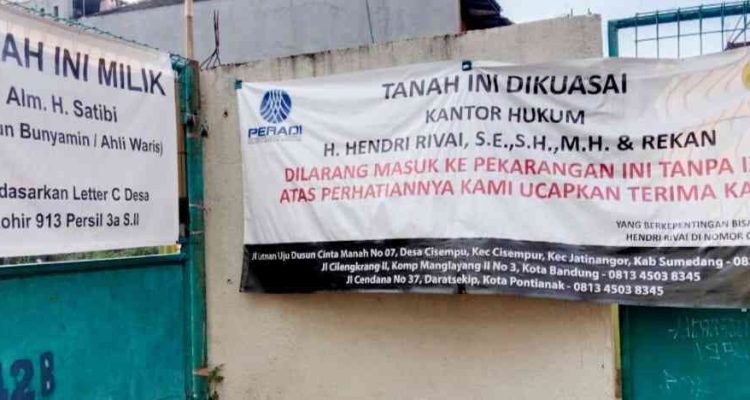 AH INI MILIK
Alm. H. Satibi
un Bunyamin / Ahli Waris)
dasarkan Letter C Desa
ohir 913 Persil 3a S.II
12B
PERADI
TANAH INI DIKUASAI
KANTOR HUKUM
H. HENDRI RIVAI, S.E.,S.H.,M.H. & REKAN
DILARANG MASUK KE PEKARANGAN INI TANPA I
ATAS PERHATIANNYA KAMI UCAPKAN TERIMA KA
YANG BERKEPENTINGAN BISA
HENDRI RIVAI DI NOMOR
Uju Dusun Cinta Manah No 07, Desa Cisempu, Kec Cisempur, Kec Jatinangor, Kab Sumedang - 08
Jl Cilengkrang II, Komp Manglayang II No 3, Kota Bandung - 0813 4503 8345
Jl Cendana No 37, Daratsekip, Kota Pontianak - 0813 4503 8345